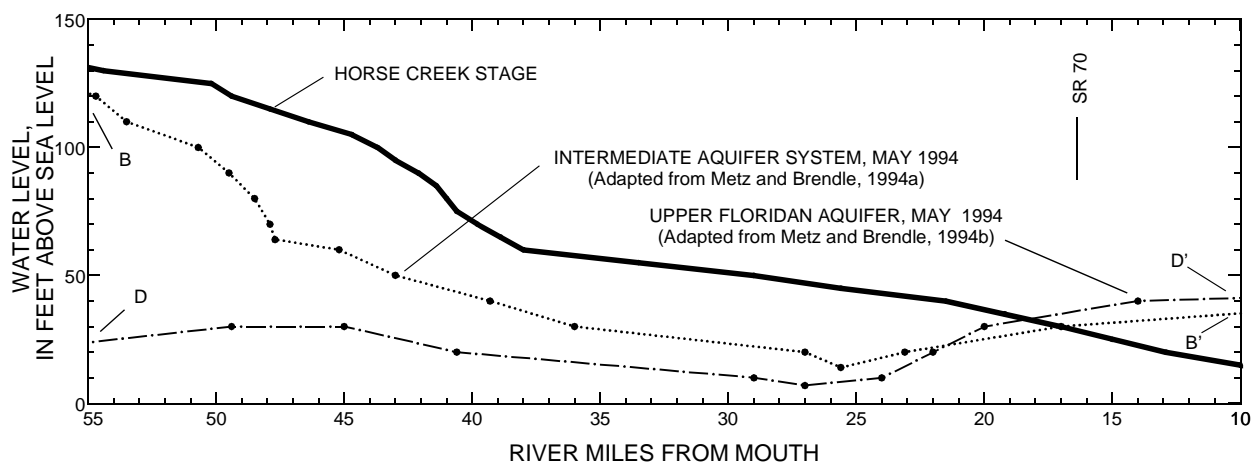 150
100
50
0
WATER LEVEL,
IN FEET ABOVE SEA LEVEL
HORSE CREEK STAGE
SR 70
B
INTERMEDIATE AQUIFER SYSTEM, MAY 1994
(Adapted from Metz and Brendle, 1994a)
UPPER FLORIDAN AQUIFER, MAY 1994
(Adapted from Metz and Brendle, 1994b)
D'
D
B'
55 50 45 40 35 30 25 20 15 10
RIVER MILES FROM MOUTH